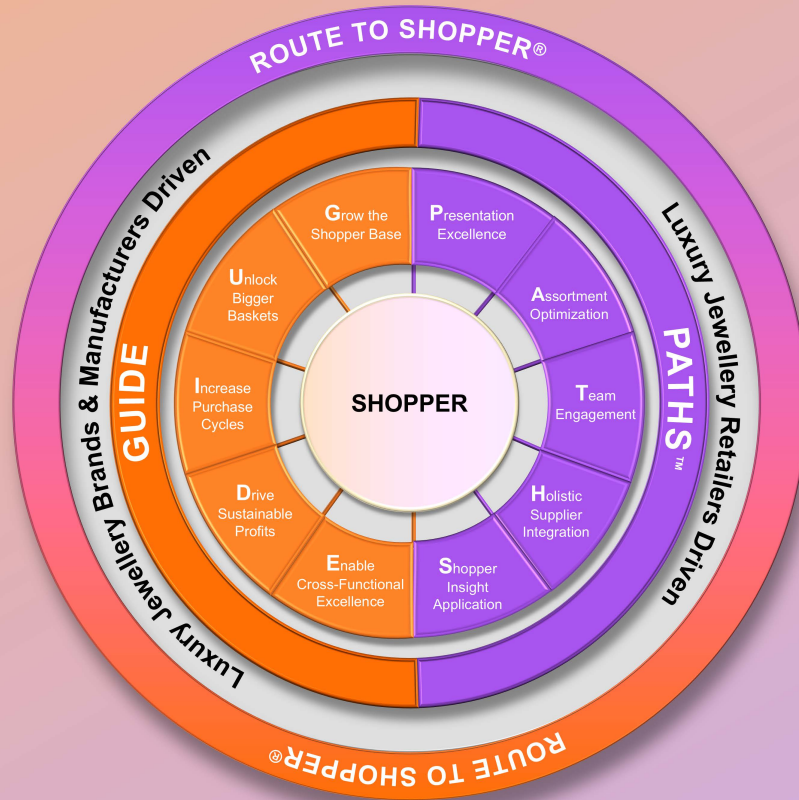 ROUTE TO SHOPPER®
Luxury Jewellery Brands & Manufacturers Driven
Luxury Jewellery Retailers Driven
GUIDE
PATHS™
Grow the
Shopper Base
Unlock
Bigger
Baskets
Increase
Purchase
Cycles
Drive
Sustainable
Profits
Enable
Cross-Functional
Excellence
Presentation
Excellence
Assortment
Optimization
Team
Engagement
Holistic
Supplier
Integration
Shopper
Insight
Application
SHOPPER
ROUTE TO SHOPPER®